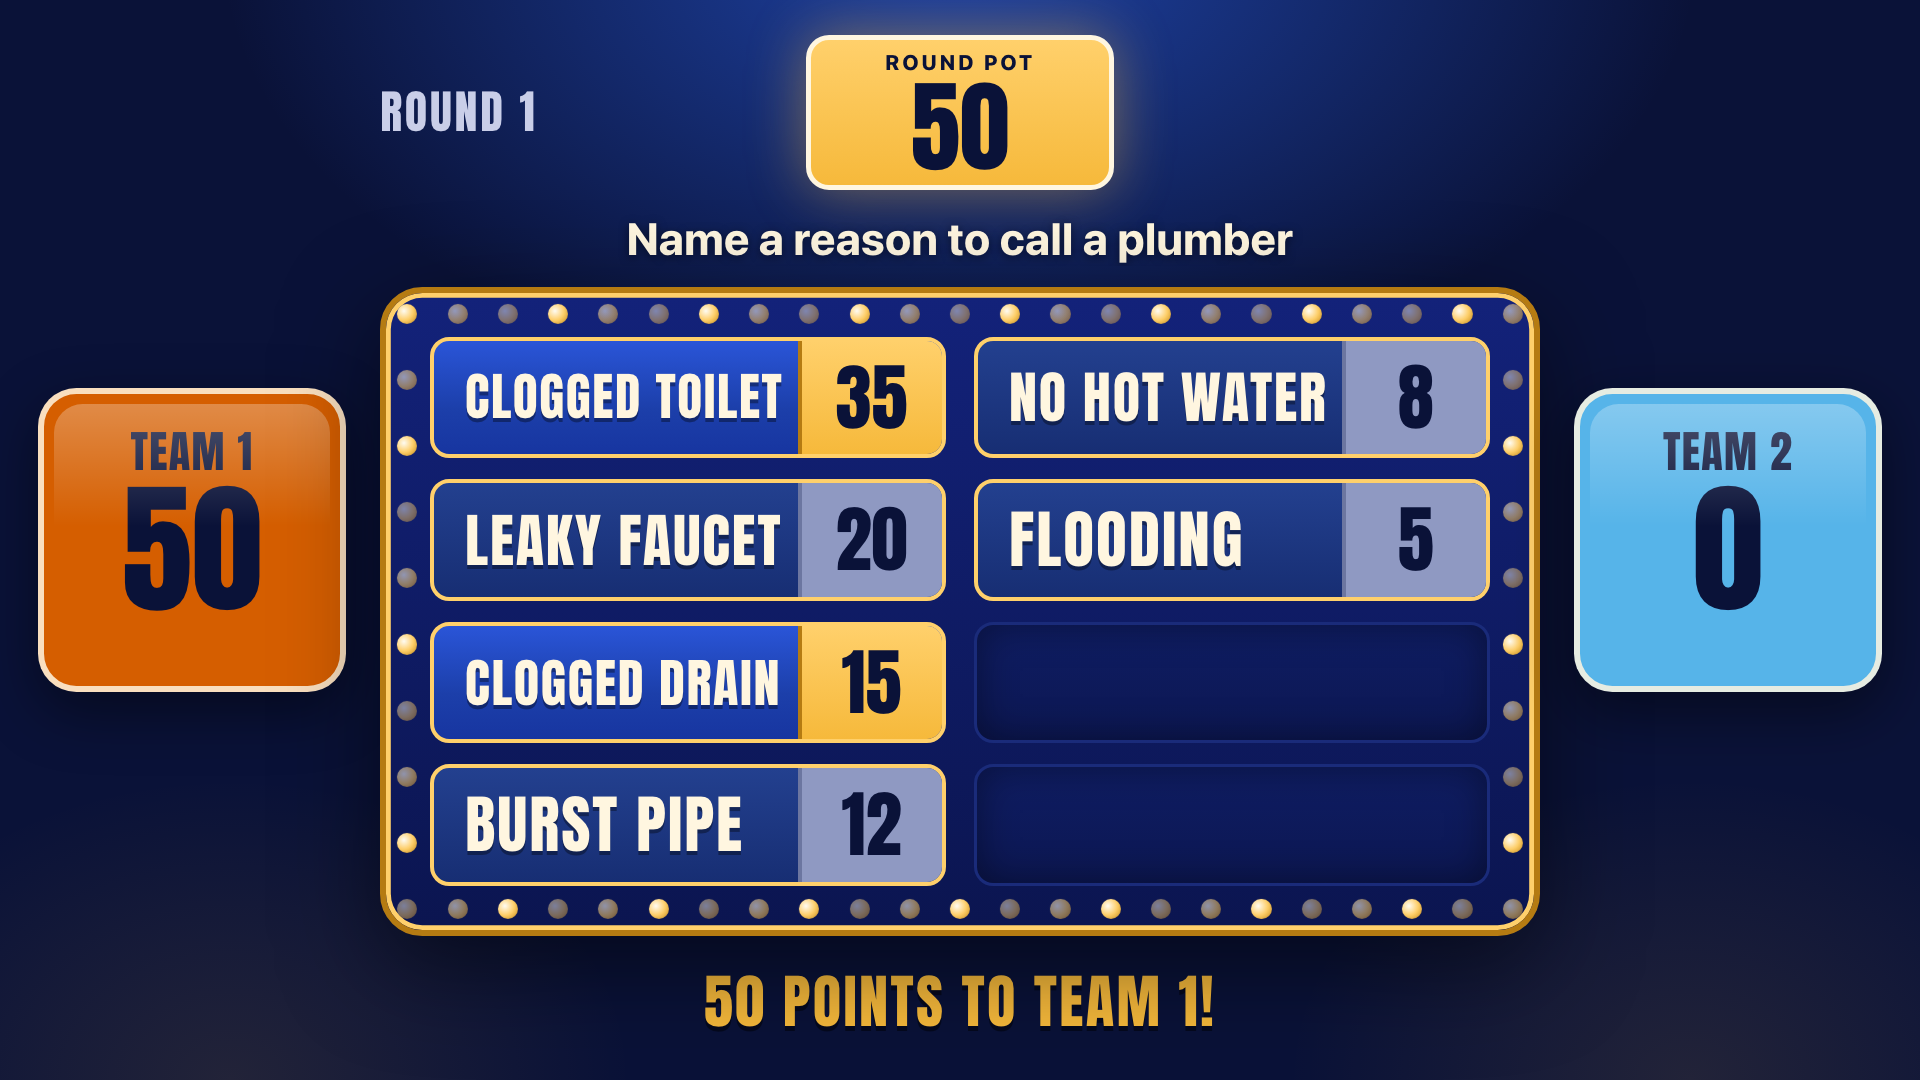 ROUND 1
ROUND POT
50
Name a reason to call a plumber
TEAM 1
50
CLOGGED TOILET 35
LEAKY FAUCET 20
CLOGGED DRAIN 15
BURST PIPE 12
NO HOT WATER 8
FLOODING 5
TEAM 2
0
50 POINTS TO TEAM 1!